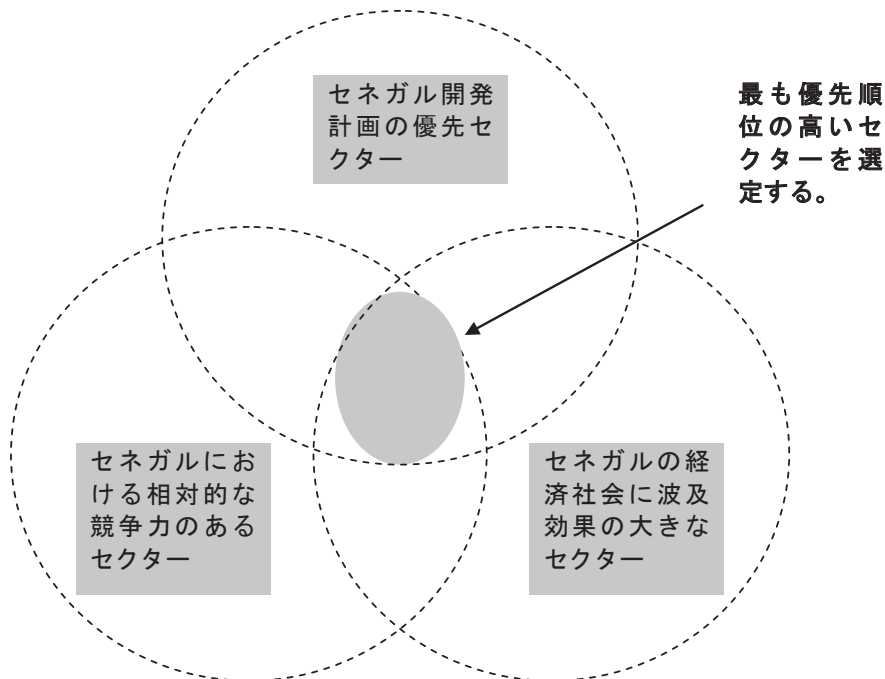 セネガル開発
計画の優先セ
クター
最も優先順
位の高いセ
クターを選
定する。
セネガルにお
ける相対的な
競争力のある
セクター
セネガルの経
済社会に波及
効果の大きな
セクター